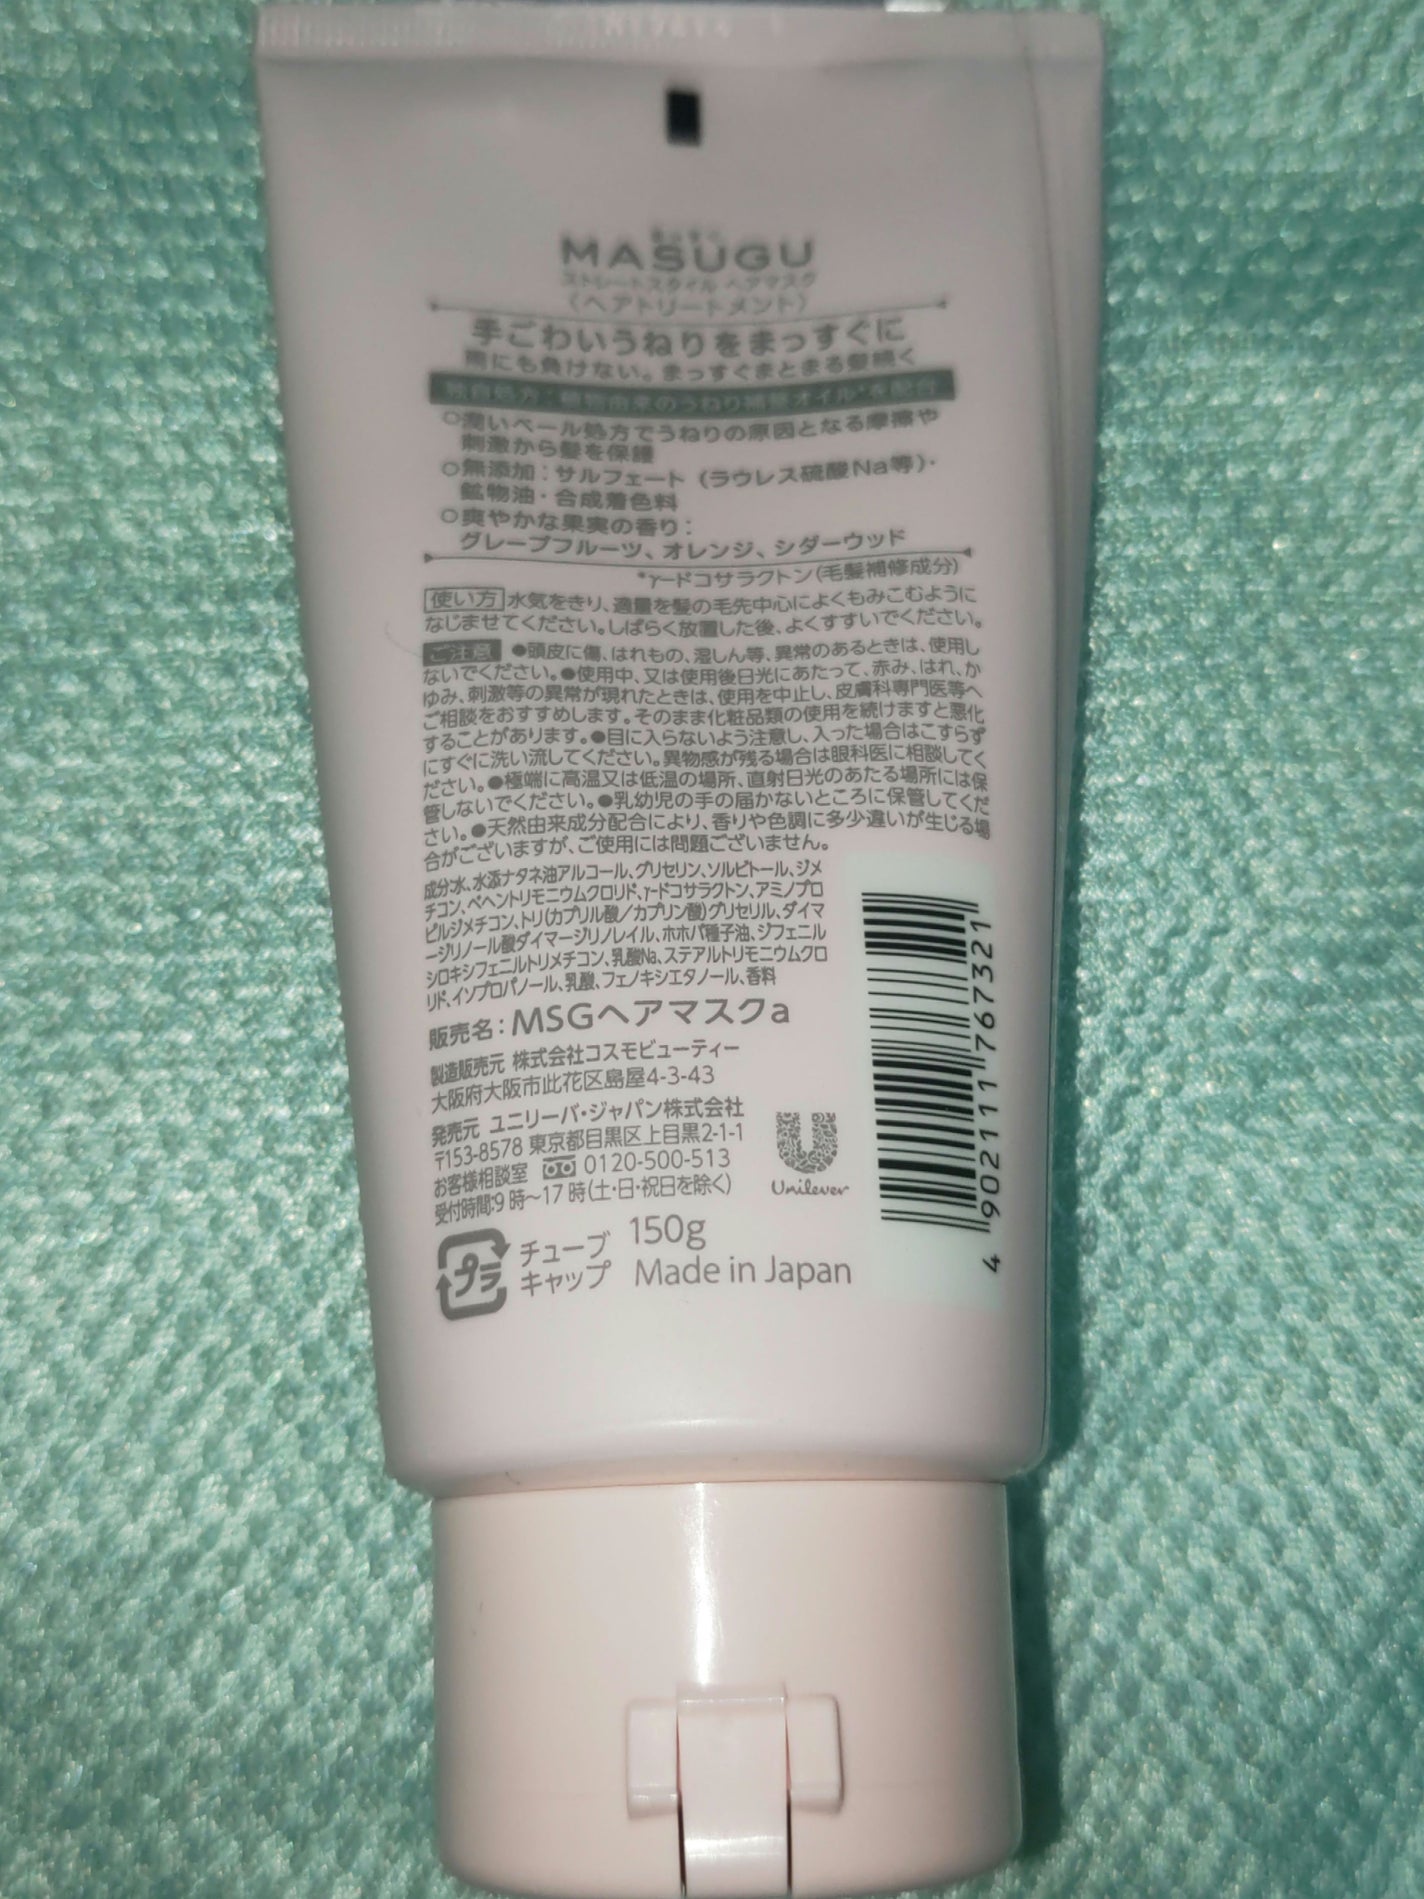 MASUGU
ストレートスタイル ヘアマスク
〈ヘアトリートメント〉
手ごわいうねりをまっすぐに
雨にも負けない。まっすぐまとまる髪続く
独自処方:植物由来のうねり補整オイル*を配合
○潤いベール処方でうねりの原因となる摩擦や
刺激から髪を保護
○無添加:サルフェート(ラウレス硫酸Na等)・
鉱物油・合成着色料
○爽やかな果実の香り:
グレープフルーツ、オレンジ、シダーウッド
*γ-ドコサラクトン(毛髪補修成分)
使い方 水気をきり、適量を髪の毛先中心によくもみこむように
なじませてください。しばらく放置した後、よくすすいでください。
ご注意 ●頭皮に傷、はれもの、湿しん等、異常のあるときは、使用し
ないでください。●使用中、又は使用後日光にあたって、赤み、はれ、か
ゆみ、刺激等の異常が現れたときは、使用を中止し、皮膚科専門医等へ
ご相談をおすすめします。そのまま化粧品類の使用を続けますと悪化
することがあります。●目に入らないよう注意し、入った場合はこすらず
にすぐに洗い流してください。異物感が残る場合は眼科医に相談してく
ださい。●極端に高温又は低温の場所、直射日光のあたる場所には保
管しないでください。●乳幼児の手の届かないところに保管してくだ
さい。●天然由来成分配合により、香りや色調に多少違いが生じる場
合がございますが、ご使用には問題ございません。
成分:水、水添ナタネ油アルコール、グリセリン、ソルビトール、ジメ
チコン、ベヘントリモニウムクロリド、γ-ドコサラクトン、アミノプロ
ピルジメチコン、トリ(カプリル酸/カプリン酸)グリセリル、ダイマ
ージリノール酸ダイマージリノレイル、ホホバ種子油、ジフェニル
シロキシフェニルトリメチコン、乳酸Na、ステアルトリモニウムクロ
リド、イソプロパノール、乳酸、フェノキシエタノール、香料
販売名:MSGヘアマスクa
製造販売元 株式会社コスモビューティー
大阪府大阪市此花区島屋4-3-43
発売元 ユニリーバ・ジャパン株式会社
〒153-8578 東京都目黒区上目黒2-1-1
お客様相談室 0120-500-513
受付時間:9時~17時(土・日・祝日を除く)
Unilever
プラ
チューブ
キャップ
150g
Made in Japan
4 902111 767321